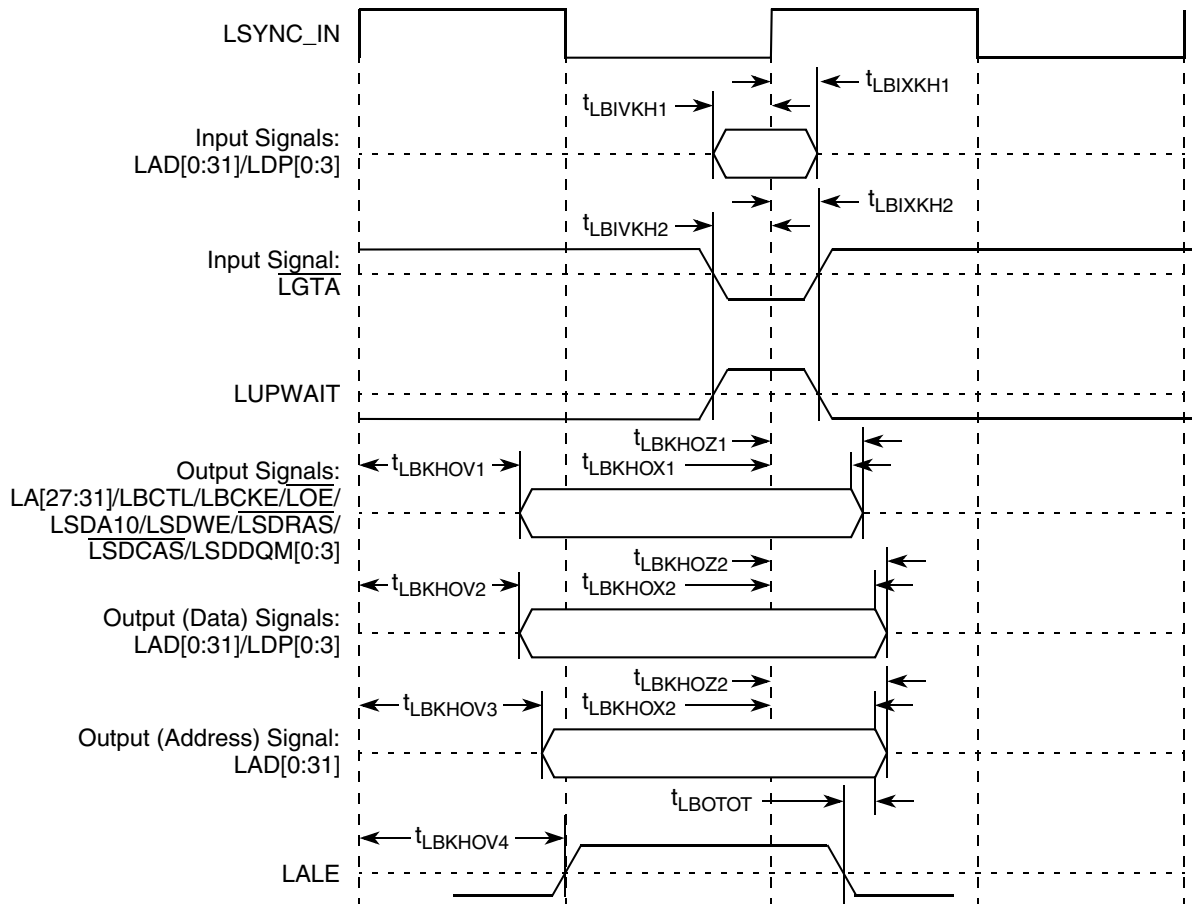 LSYNC_IN
tLBIXKH1
tLBIVKH1
Input Signals:
LAD[0:31]/LDP[0:3]
tLBIXKH2
tLBIVKH2
Input Signal:
LGTA
LUPWAIT
tLBKHOZ1
tLBKHOV1
tLBKHOX1
Output Signals:
LA[27:31]/LBCTL/LBCKE/LOE/
LSDA10/LSDWE/LSDRAS/
LSDCAS/LSDDQM[0:3]
tLBKHOZ2
tLBKHOV2
tLBKHOX2
Output (Data) Signals:
LAD[0:31]/LDP[0:3]
tLBKHOZ2
tLBKHOV3
tLBKHOX2
Output (Address) Signal:
LAD[0:31]
tLBOTOT
tLBKHOV4
LALE